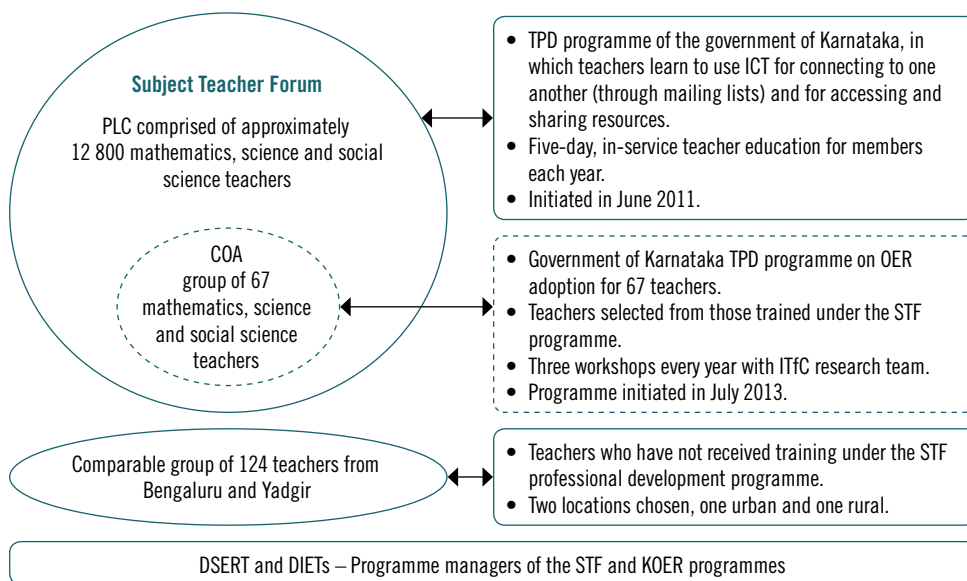 Subject Teacher Forum
PLC comprised of approximately
12 800 mathematics, science and social
science teachers
COA
group of 67
mathematics, science
and social science
teachers
• TPD programme of the government of Karnataka, in
which teachers learn to use ICT for connecting to one
another (through mailing lists) and for accessing and
sharing resources.
• Five-day, in-service teacher education for members
each year.
• Initiated in June 2011.
• Government of Karnataka TPD programme on OER
adoption for 67 teachers.
• Teachers selected from those trained under the STF
programme.
• Three workshops every year with ITfC research team.
• Programme initiated in July 2013.
Comparable group of 124 teachers from
Bengaluru and Yadgir
• Teachers who have not received training under the STF
professional development programme.
• Two locations chosen, one urban and one rural.
DSERT and DIETs – Programme managers of the STF and KOER programmes